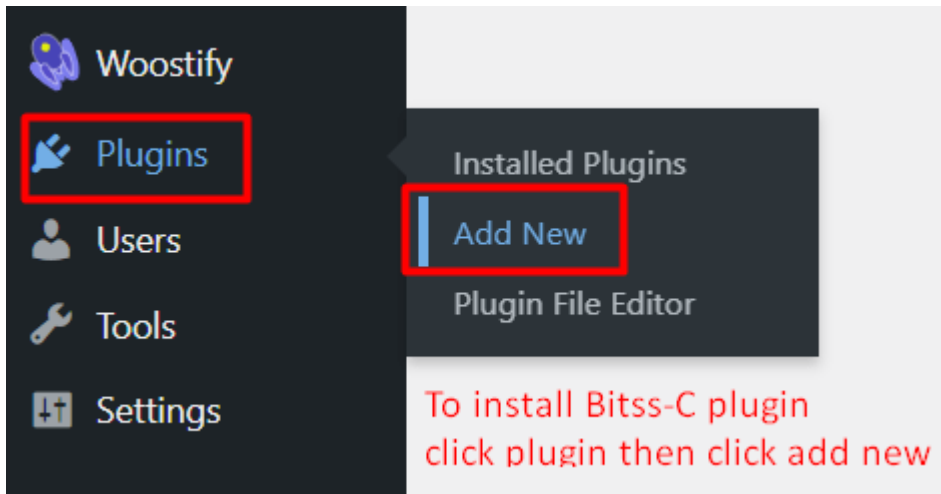 Woostify
Plugins
Users
Tools
Settings
Installed Plugins
Add New
Plugin File Editor
To install Bitss-C plugin
click plugin then click add new